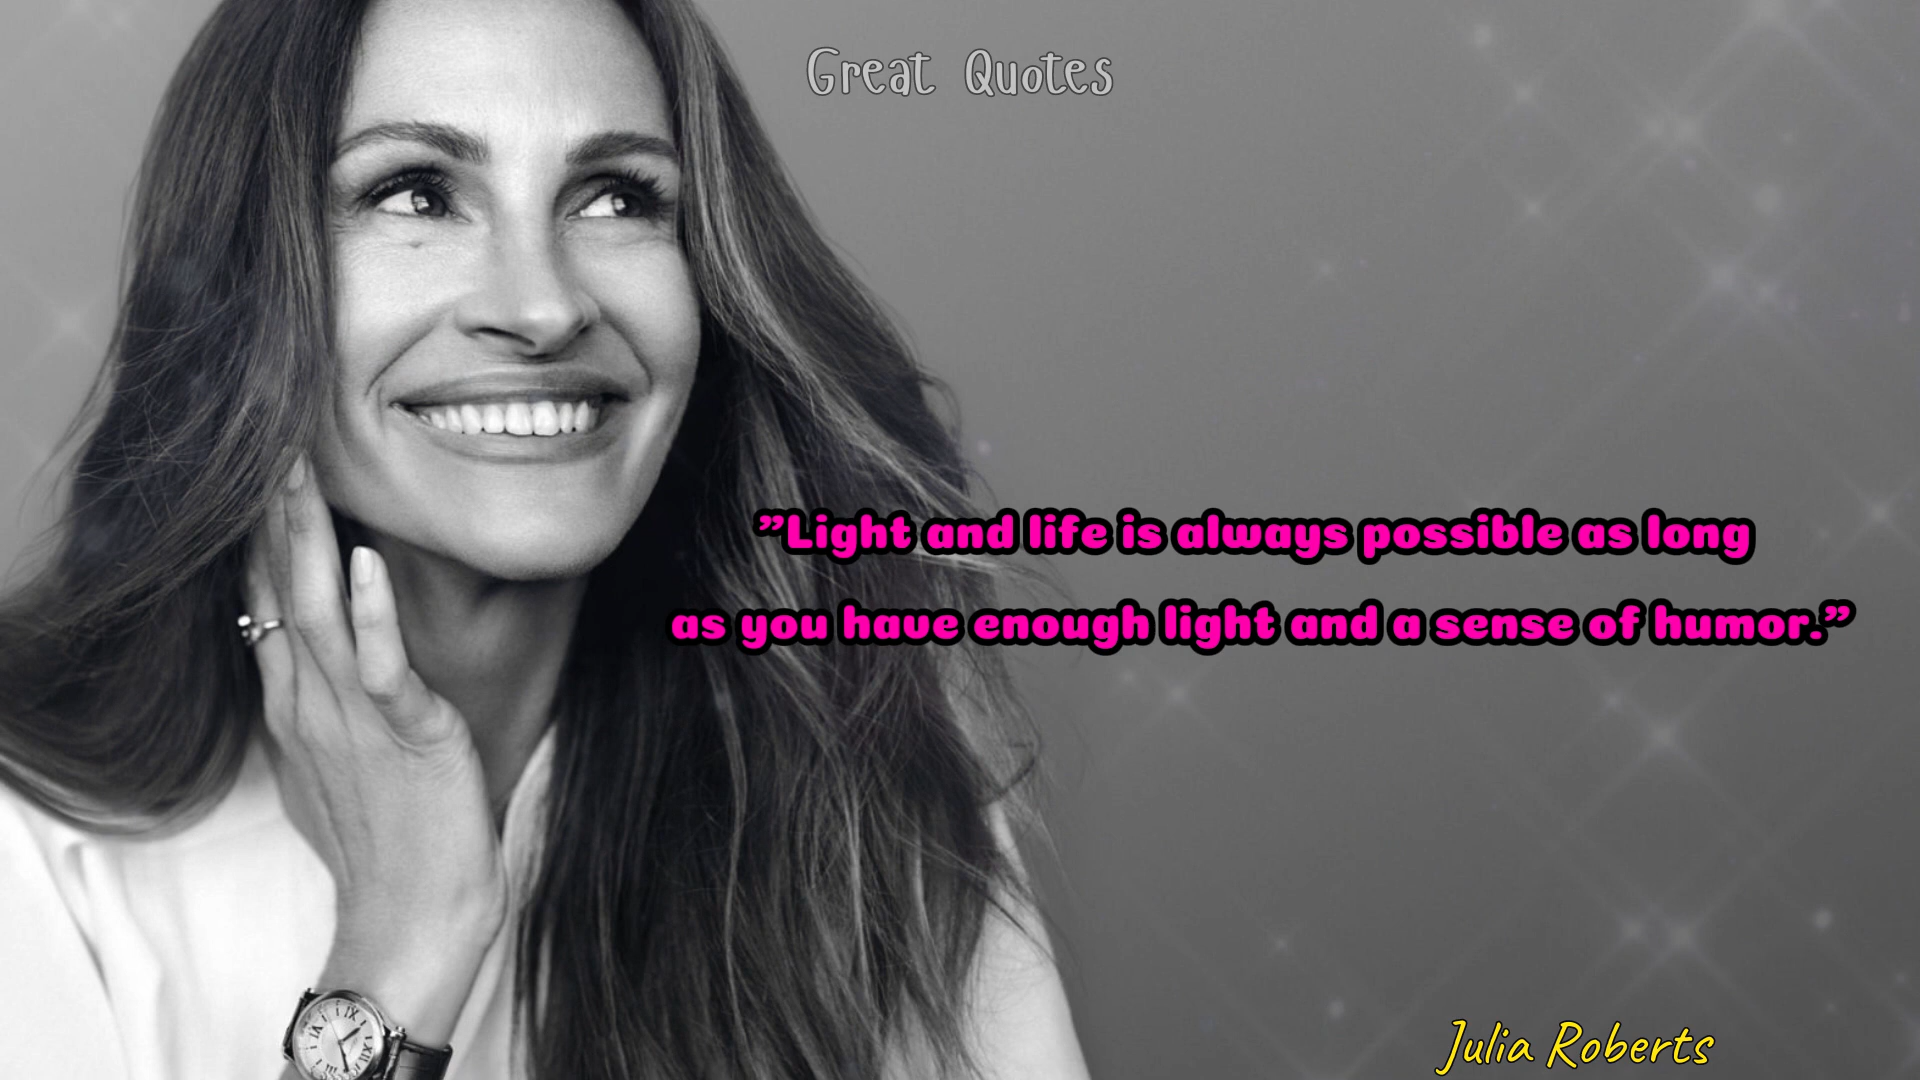 Great Quotes
”Light and life is always possible as long
as you have enough light and a sense of humor.”
Julia Roberts